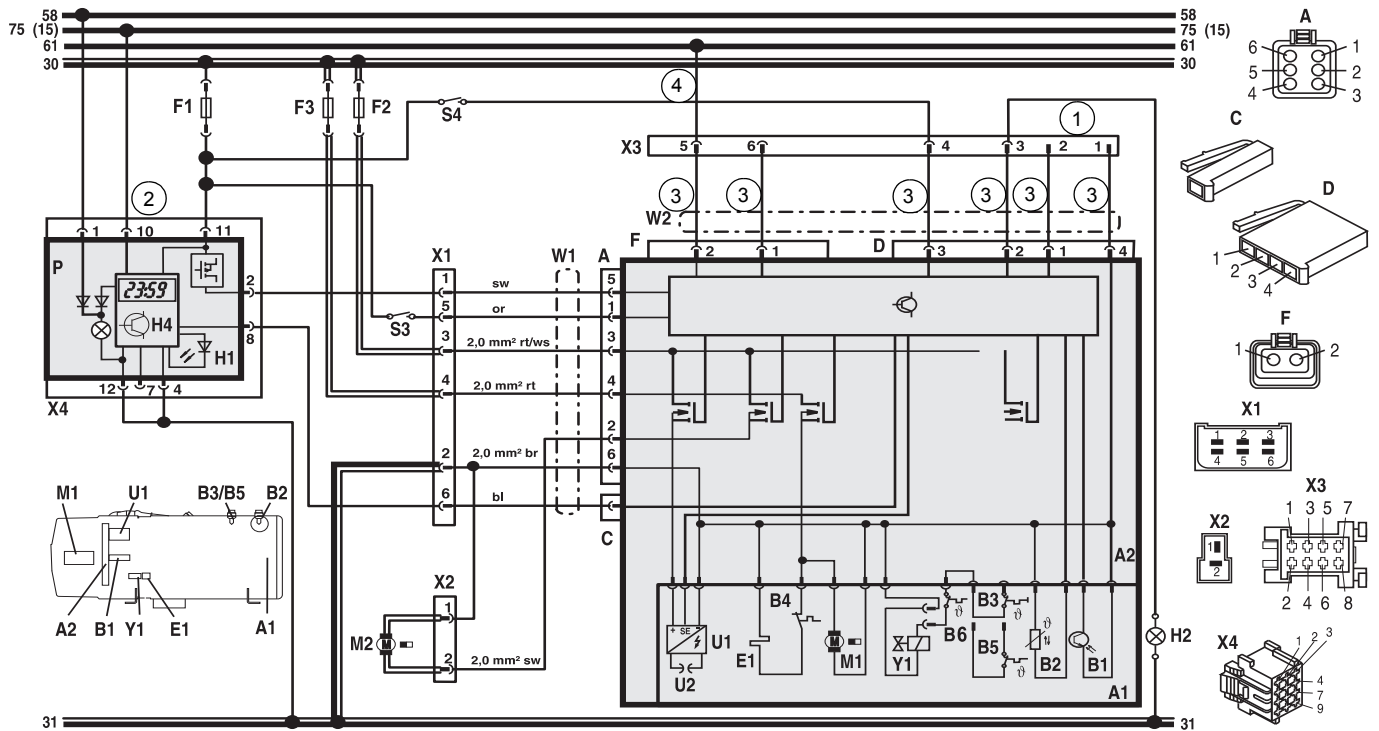 58 58
75 (15) 75 (15)
61 61
30 30
A
6 1
5 2
4 3
F1 F3 F2 S4 4 1
X3 5 6 4 3 2 1
C
2 3 3 3 3 3 3
W2
D
1 10 11 F 2 1 D 3 2 1 4
1 2 3 4
P X1 W1 A
23:59
2 1 sw 5
5 or 1
H4 S3
8 3 2,0 mm² rt/ws 3
H1
F
1 2
12 7 4 4 2,0 mm² rt 4
X4
2
X1
1 2 3
4 5 6
2 2,0 mm² br 6
M1 U1 B3/B5 B2
6 bl
C
X3
1 3 5 7
X2
1
2
2 4 6 8
A2
A2 B1 Y1 E1 A1
X2
1
M2
2 2,0 mm² sw
+ SE - U1
U2
E1 B4 M M1 Y1 B6 ϑ B3 ϑ B5 ϑ B2 ϑ B1
M
A1
H2
X4
1 2 3
4
7
9
31 31